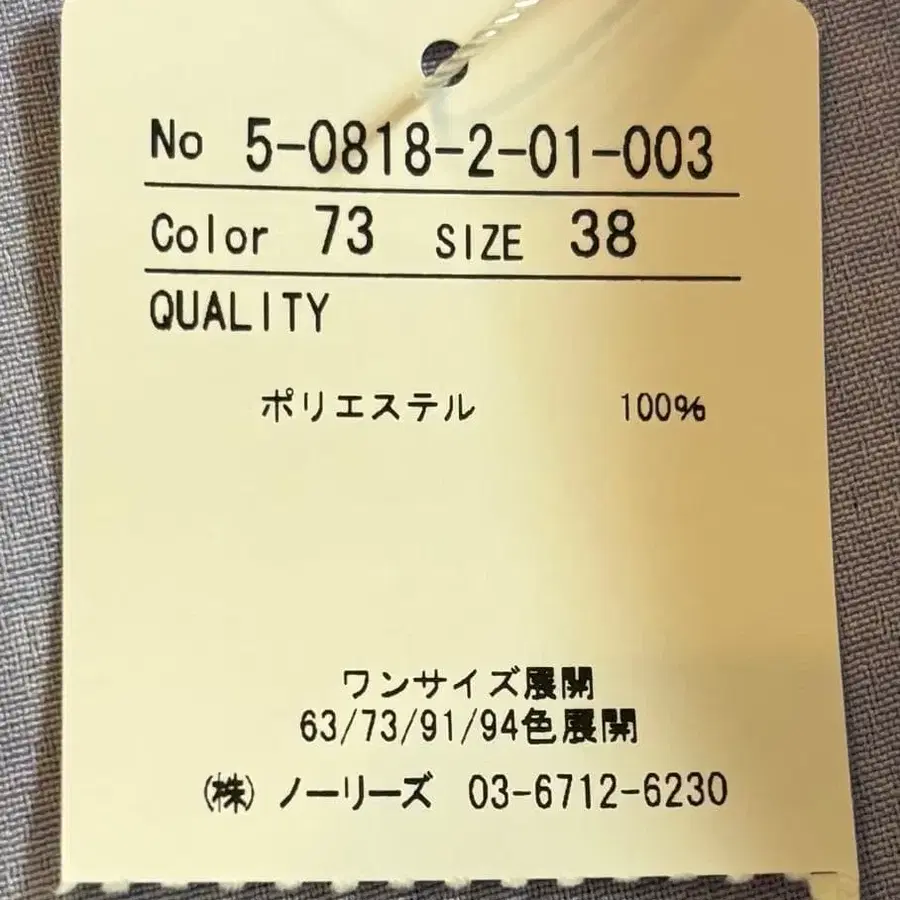 No 5-0818-2-01-003
Color 73 SIZE 38
QUALITY
ポリエステル 100%
ワンサイズ展開
63/73/91/94色展開
(株) ノーリーズ 03-6712-6230